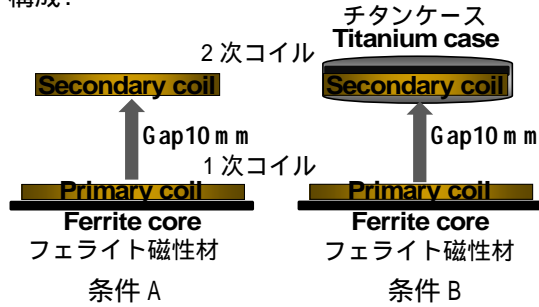 構成:
チタンケース
Titanium case
2次コイル
Secondary coil
Secondary coil
Gap10mm
Gap10mm
1次コイル
Primary coil
Primary coil
Ferrite core
Ferrite core
フェライト磁性材
フェライト磁性材
条件A
条件B